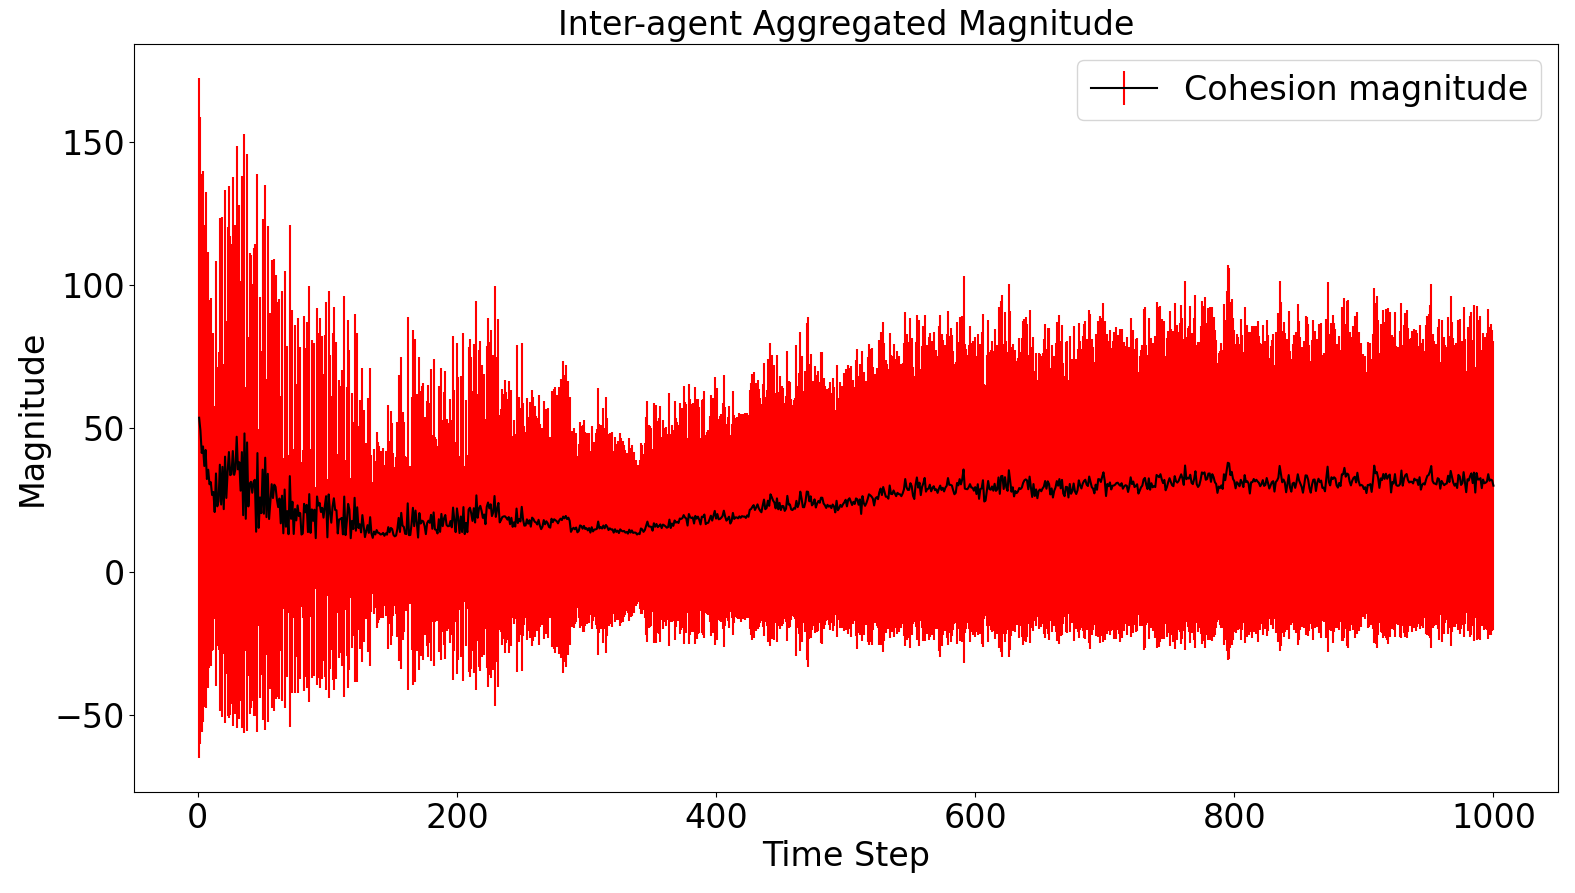 Inter-agent Aggregated Magnitude
Cohesion magnitude
Magnitude
150
100
50
0
−50
0 200 400 600 800 1000
Time Step